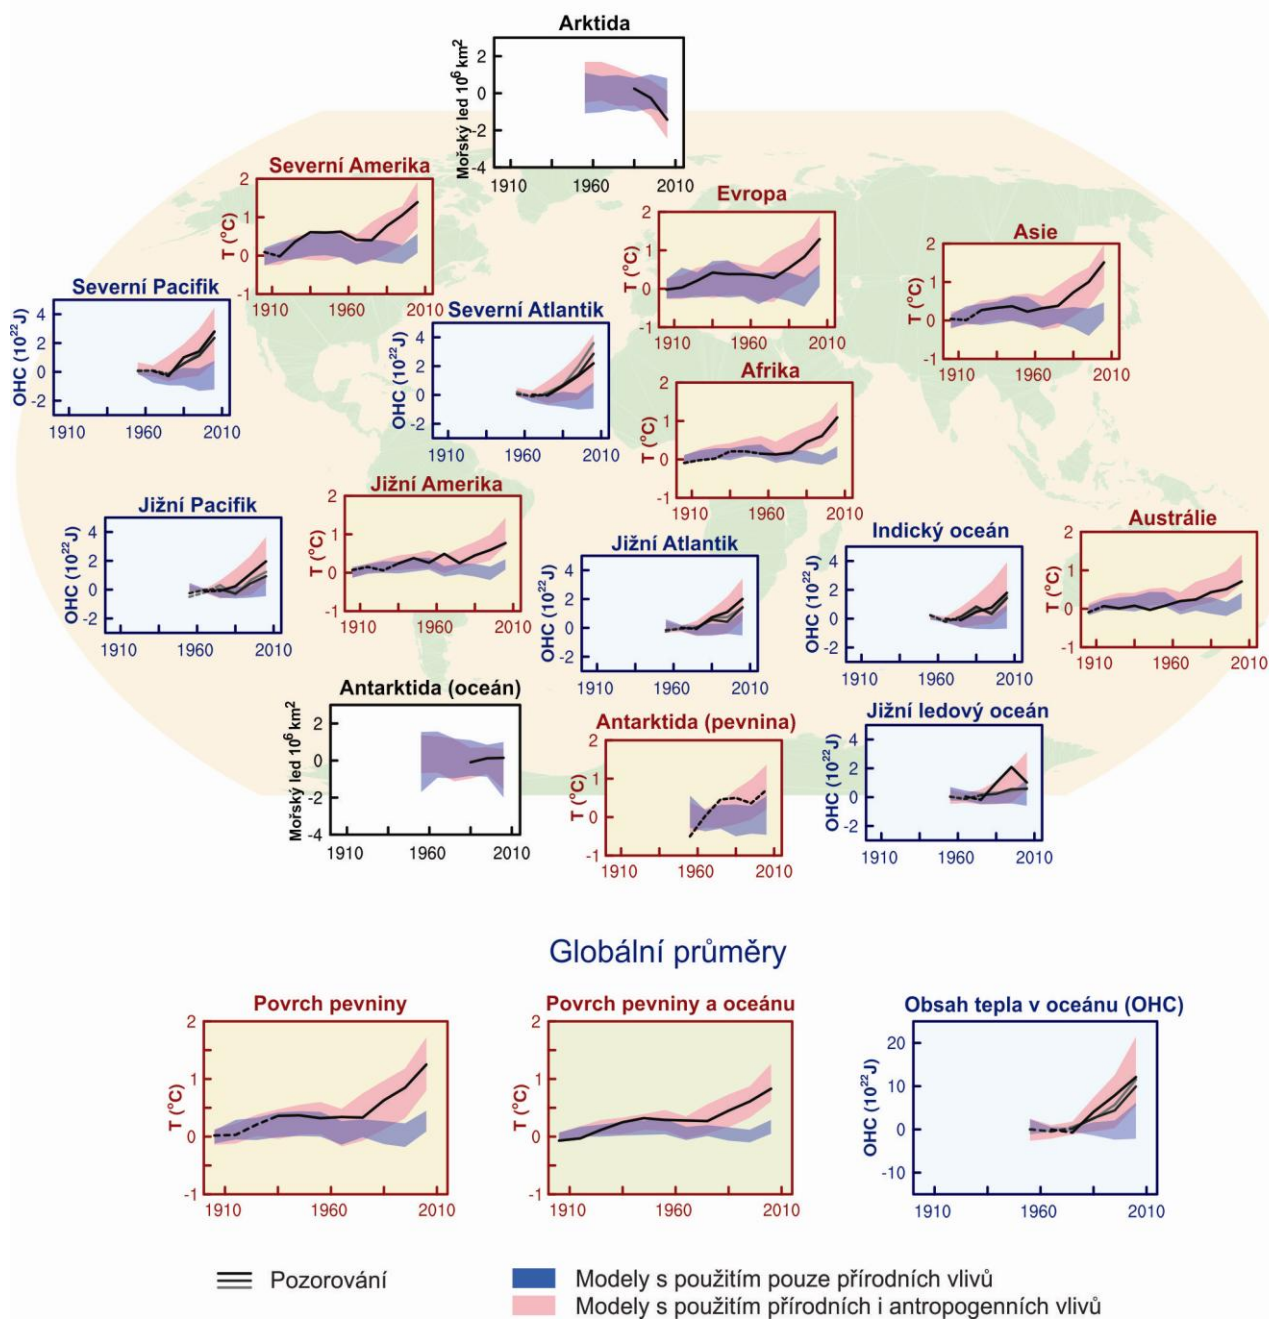 Arktida
Mořský led 10⁶ km²
2
0
-2
-4
1910 1960 2010
Severní Amerika
T (°C)
2
1
0
-1
1910 1960 2010
Evropa
T (°C)
2
1
0
-1
1910 1960 2010
Asie
T (°C)
2
1
0
-1
1910 1960 2010
Severní Pacifik
OHC (10²²J)
4
2
0
-2
1910 1960 2010
Severní Atlantik
OHC (10²²J)
4
2
0
-2
1910 1960 2010
Afrika
T (°C)
2
1
0
-1
1910 1960 2010
Jižní Pacifik
OHC (10²²J)
4
2
0
-2
1910 1960 2010
Jižní Amerika
T (°C)
2
1
0
-1
1910 1960 2010
Jižní Atlantik
OHC (10²²J)
4
2
0
-2
1910 1960 2010
Indický oceán
OHC (10²²J)
4
2
0
-2
1910 1960 2010
Austrálie
T (°C)
2
1
0
-1
1910 1960 2010
Antarktida (oceán)
Mořský led 10⁶ km²
2
0
-2
-4
1910 1960 2010
Antarktida (pevnina)
T (°C)
2
1
0
-1
1910 1960 2010
Jižní ledový oceán
OHC (10²²J)
4
2
0
-2
1910 1960 2010
Globální průměry
Povrch pevniny
T (°C)
2
1
0
-1
1910 1960 2010
Povrch pevniny a oceánu
T (°C)
2
1
0
-1
1910 1960 2010
Obsah tepla v oceánu (OHC)
OHC (10²²J)
20
10
0
-10
1910 1960 2010
Pozorování
Modely s použitím pouze přírodních vlivů
Modely s použitím přírodních i antropogenních vlivů